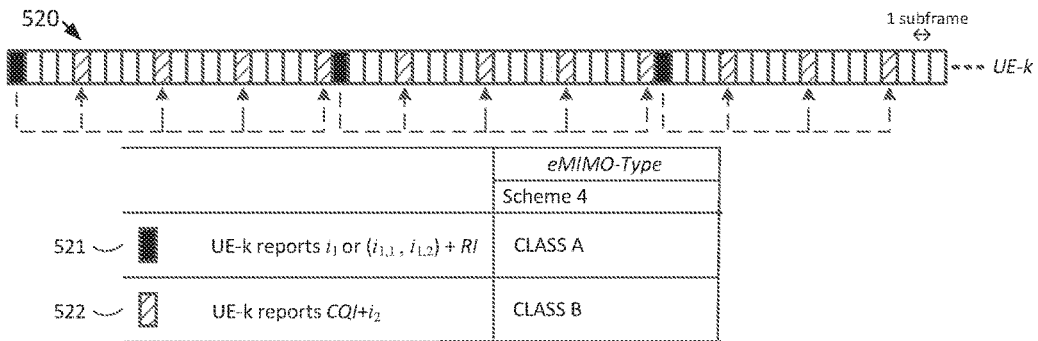 520
1 subframe
UE-k
eMIMO-Type
Scheme 4
521 UE-k reports i₁ or (i₁,₁ , i₁,₂) + RI CLASS A
522 UE-k reports CQI+i₂ CLASS B